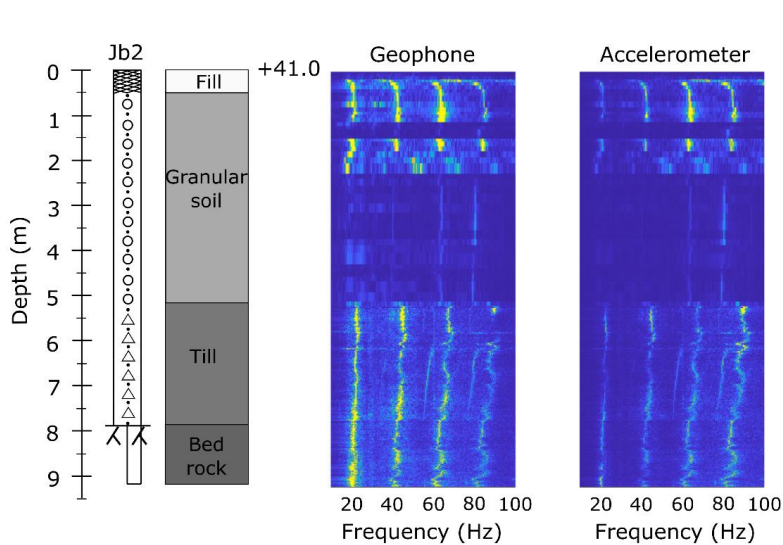 Jb2
+41.0
Geophone
Accelerometer
0
1
2
3
4
5
6
7
8
9
Depth (m)
Fill
Granular
soil
Till
Bed
rock
20 40 60 80 100
Frequency (Hz)
20 40 60 80 100
Frequency (Hz)